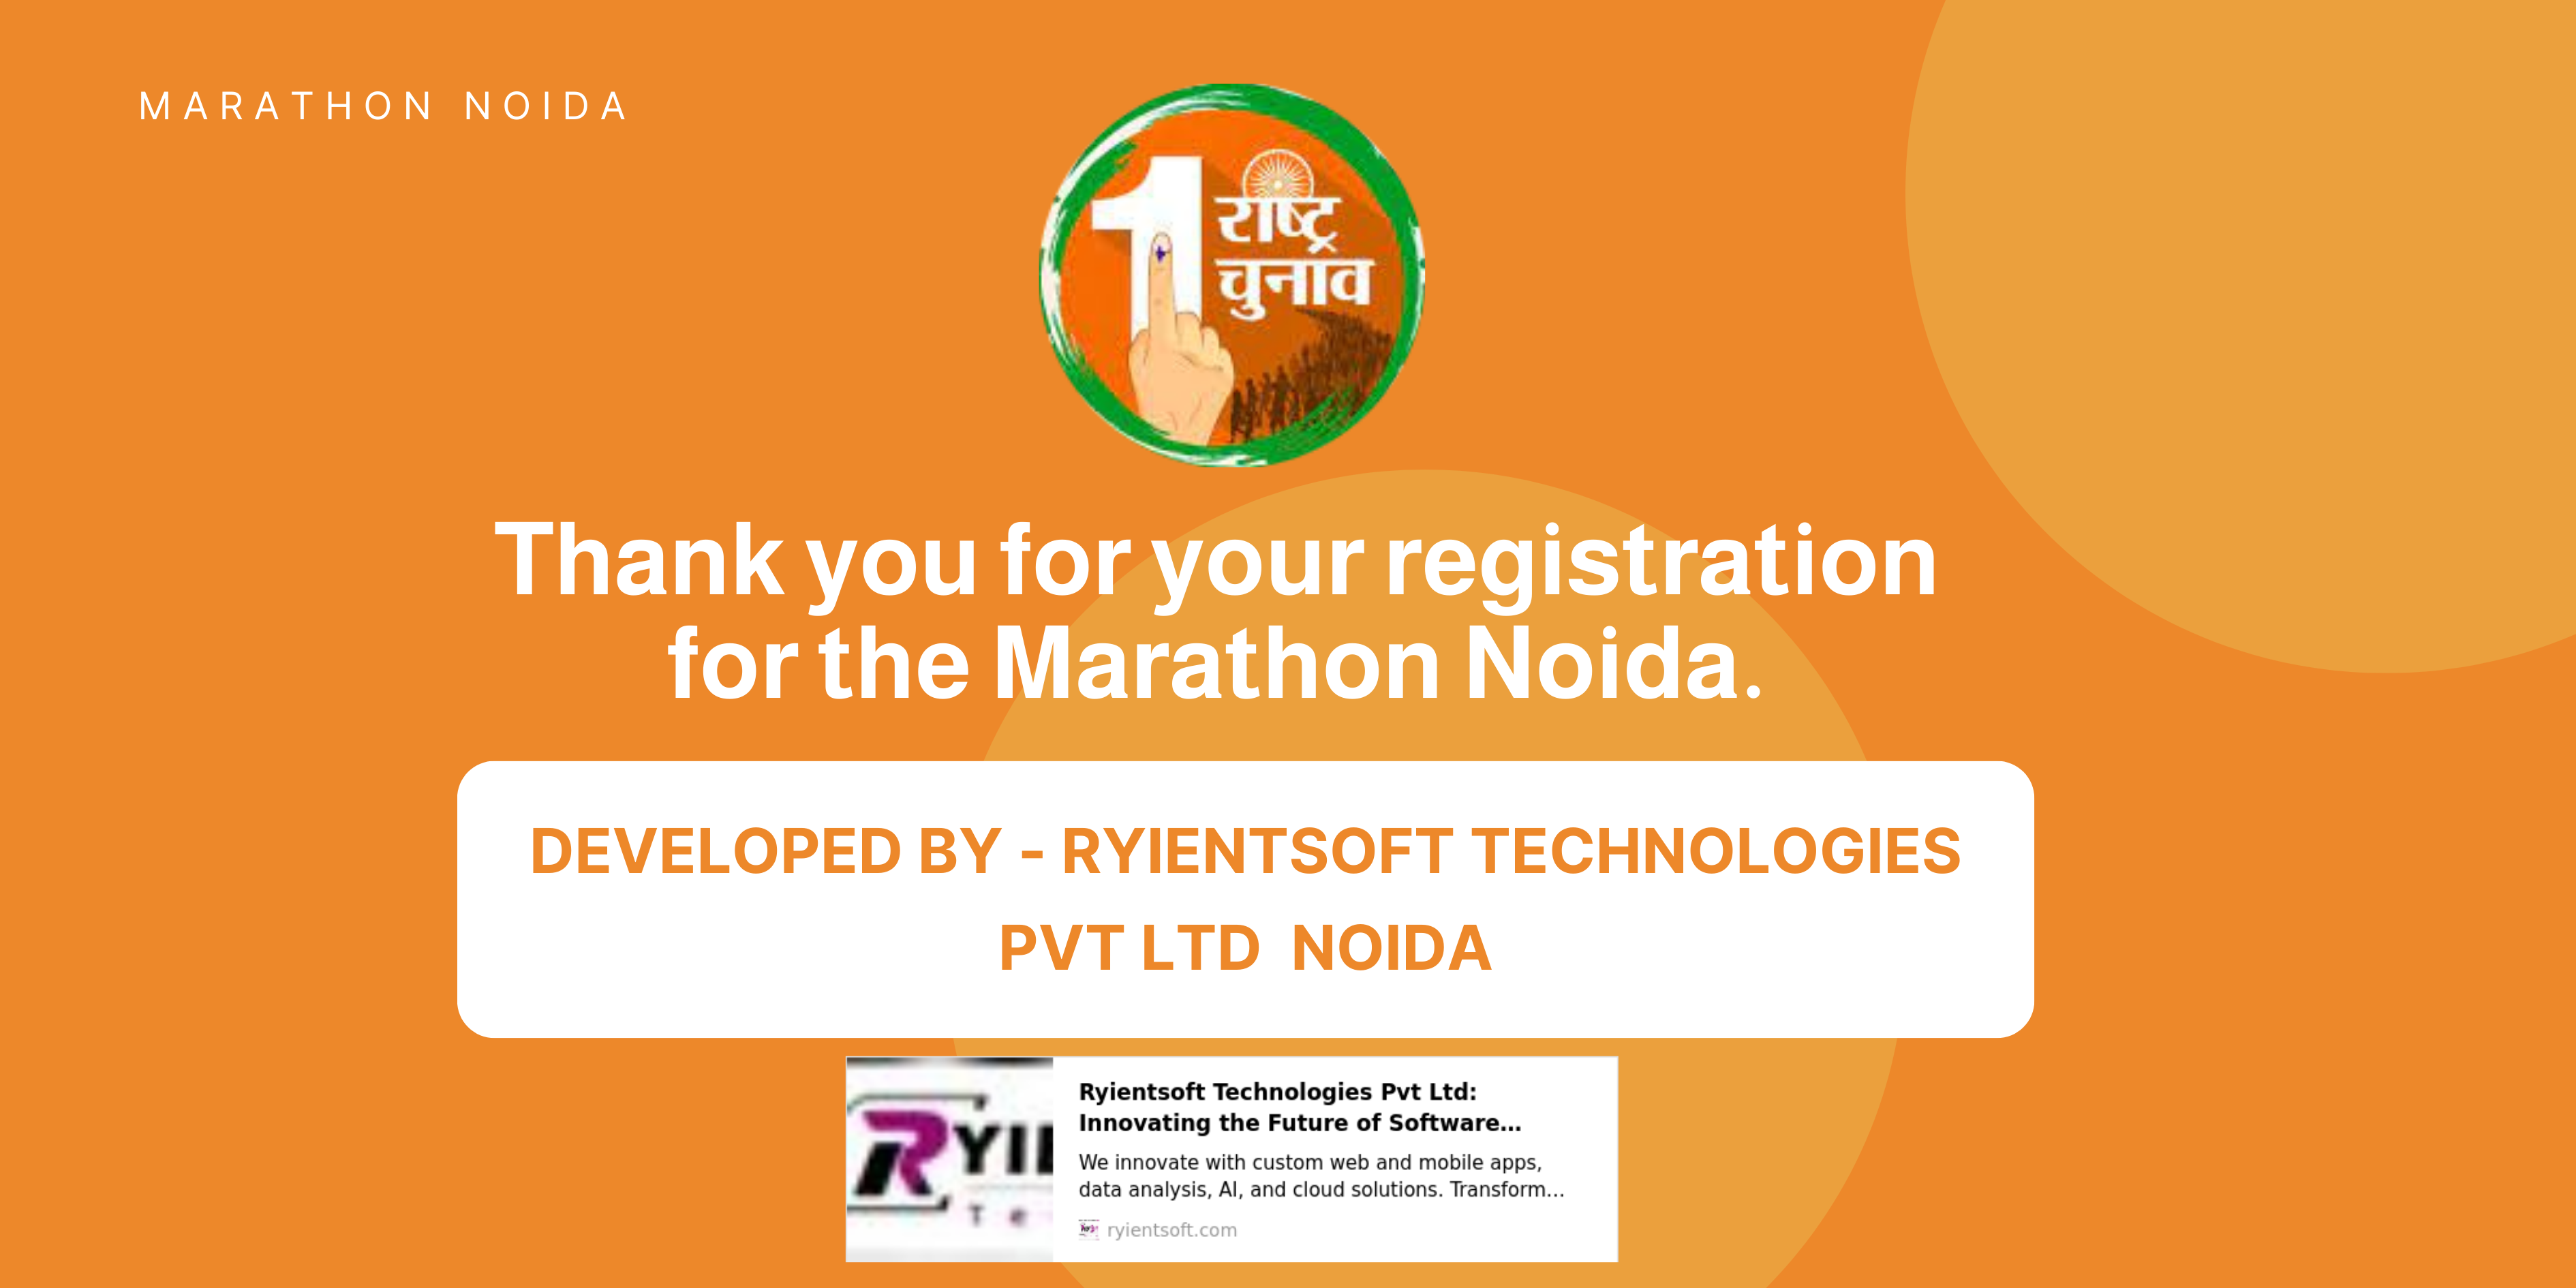 MARATHON NOIDA
1
राष्ट्र
चुनाव
Thank you for your registration
for the Marathon Noida.
DEVELOPED BY - RYIENTSOFT TECHNOLOGIES
PVT LTD NOIDA
RYIE
Te
Ryientsoft Technologies Pvt Ltd:
Innovating the Future of Software...
We innovate with custom web and mobile apps,
data analysis, AI, and cloud solutions. Transform...
ryientsoft.com